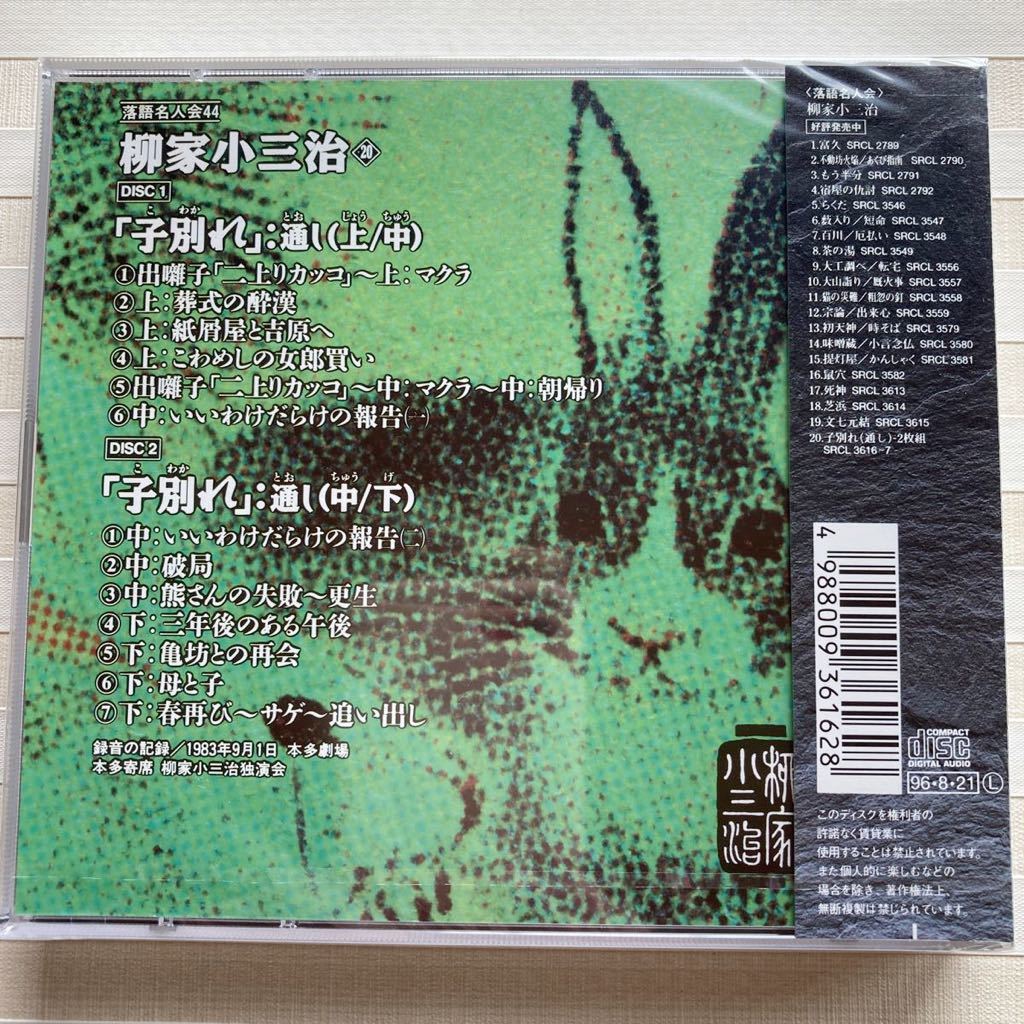 落語名人会44
柳家小三治〈20〉
DISC 1
「子別れ」:通し(上/中)
こ わか とお じょう ちゅう
①出囃子「二上りカッコ」〜上:マクラ
②上:葬式の酔漢
③上:紙屑屋と吉原へ
④上:こわめしの女郎買い
⑤出囃子「二上りカッコ」〜中:マクラ〜中:朝帰り
⑥中:いいわけだらけの報告㈠
DISC 2
「子別れ」:通し(中/下)
こ わか とお ちゅう げ
①中:いいわけだらけの報告㈡
②中:破局
③中:熊さんの失敗〜更生
④下:三年後のある午後
⑤下:亀坊との再会
⑥下:母と子
⑦下:春再び〜サゲ〜追い出し
録音の記録/1983年9月1日 本多劇場
本多寄席 柳家小三治独演会
柳家
小三治
〈落語名人会〉
柳家小三治
好評発売中
1.富久 SRCL 2789
2.不動坊火焔/あくび指南 SRCL 2790
3.もう半分 SRCL 2791
4.宿屋の仇討 SRCL 2792
5.らくだ SRCL 3546
6.薮入り/短命 SRCL 3547
7.百川/厄払い SRCL 3548
8.茶の湯 SRCL 3549
9.大工調べ/転宅 SRCL 3556
10.大山詣り/厩火事 SRCL 3557
11.猫の災難/粗忽の釘 SRCL 3558
12.宗論/出来心 SRCL 3559
13.初天神/時そば SRCL 3579
14.味噌蔵/小言念仏 SRCL 3580
15.提灯屋/かんしゃく SRCL 3581
16.鼠穴 SRCL 3582
17.死神 SRCL 3613
18.芝浜 SRCL 3614
19.文七元結 SRCL 3615
20.子別れ(通し)-2枚組
SRCL 3616-7
4 988009 361628
COMPACT
disc
DIGITAL AUDIO
96・8・21 Ⓛ
このディスクを権利者の
許諾なく賃貸業に
使用することは禁止されています。
また個人的に楽しむなどの
場合を除き、著作権法上、
無断複製は禁じられています。